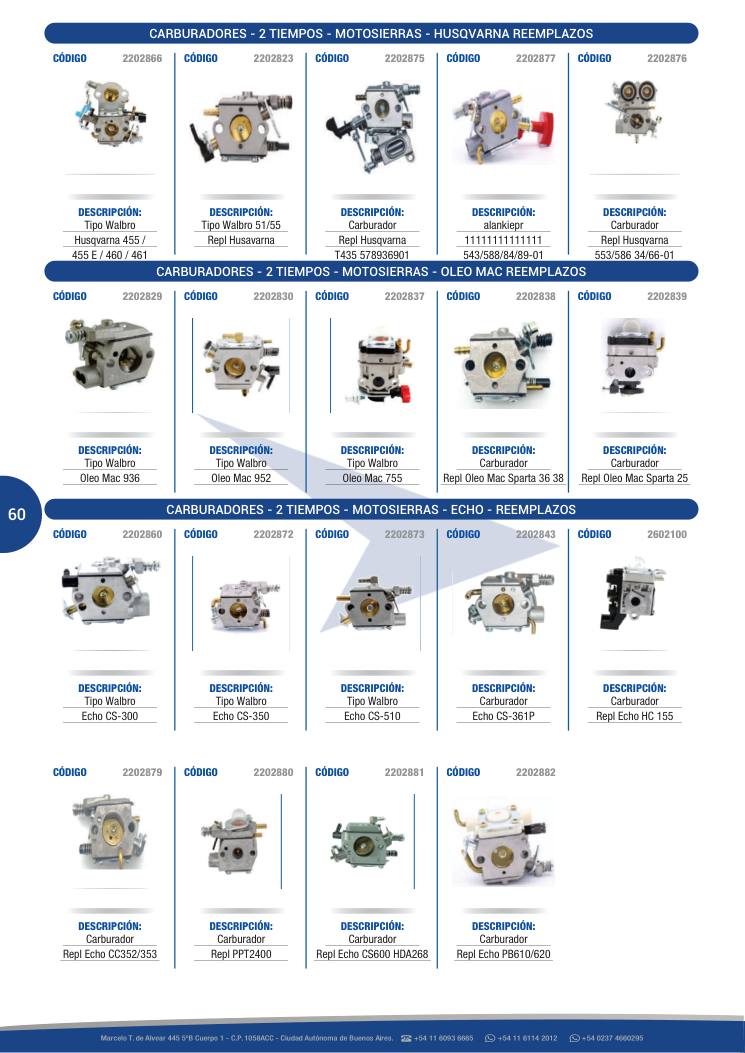 CARBURADORES - 2 TIEMPOS - MOTOSIERRAS - HUSQVARNA REEMPLAZOS
CÓDIGO 2202866
DESCRIPCIÓN:
Tipo Walbro
Husqvarna 455 /
455 E / 460 / 461
CÓDIGO 2202823
DESCRIPCIÓN:
Tipo Walbro 51/55
Repl Husavarna
CÓDIGO 2202875
DESCRIPCIÓN:
Carburador
Repl Husqvarna
T435 578936901
CÓDIGO 2202877
DESCRIPCIÓN:
alankiepr
11111111111111
543/588/84/89-01
CÓDIGO 2202876
DESCRIPCIÓN:
Carburador
Repl Husqvarna
553/586 34/66-01
CARBURADORES - 2 TIEMPOS - MOTOSIERRAS - OLEO MAC REEMPLAZOS
CÓDIGO 2202829
DESCRIPCIÓN:
Tipo Walbro
Oleo Mac 936
CÓDIGO 2202830
DESCRIPCIÓN:
Tipo Walbro
Oleo Mac 952
CÓDIGO 2202837
DESCRIPCIÓN:
Tipo Walbro
Oleo Mac 755
CÓDIGO 2202838
DESCRIPCIÓN:
Carburador
Repl Oleo Mac Sparta 36 38
CÓDIGO 2202839
DESCRIPCIÓN:
Carburador
Repl Oleo Mac Sparta 25
60
CARBURADORES - 2 TIEMPOS - MOTOSIERRAS - ECHO - REEMPLAZOS
CÓDIGO 2202860
DESCRIPCIÓN:
Tipo Walbro
Echo CS-300
CÓDIGO 2202872
DESCRIPCIÓN:
Tipo Walbro
Echo CS-350
CÓDIGO 2202873
DESCRIPCIÓN:
Tipo Walbro
Echo CS-510
CÓDIGO 2202843
DESCRIPCIÓN:
Carburador
Echo CS-361P
CÓDIGO 2602100
DESCRIPCIÓN:
Carburador
Repl Echo HC 155
CÓDIGO 2202879
DESCRIPCIÓN:
Carburador
Repl Echo CC352/353
CÓDIGO 2202880
DESCRIPCIÓN:
Carburador
Repl PPT2400
CÓDIGO 2202881
DESCRIPCIÓN:
Carburador
Repl Echo CS600 HDA268
CÓDIGO 2202882
DESCRIPCIÓN:
Carburador
Repl Echo PB610/620
Marcelo T. de Alvear 445 5ºB Cuerpo 1 - C.P. 1058ACC - Ciudad Autónoma de Buenos Aires. +54 11 6093 6665 +54 11 6114 2012 +54 0237 4660295